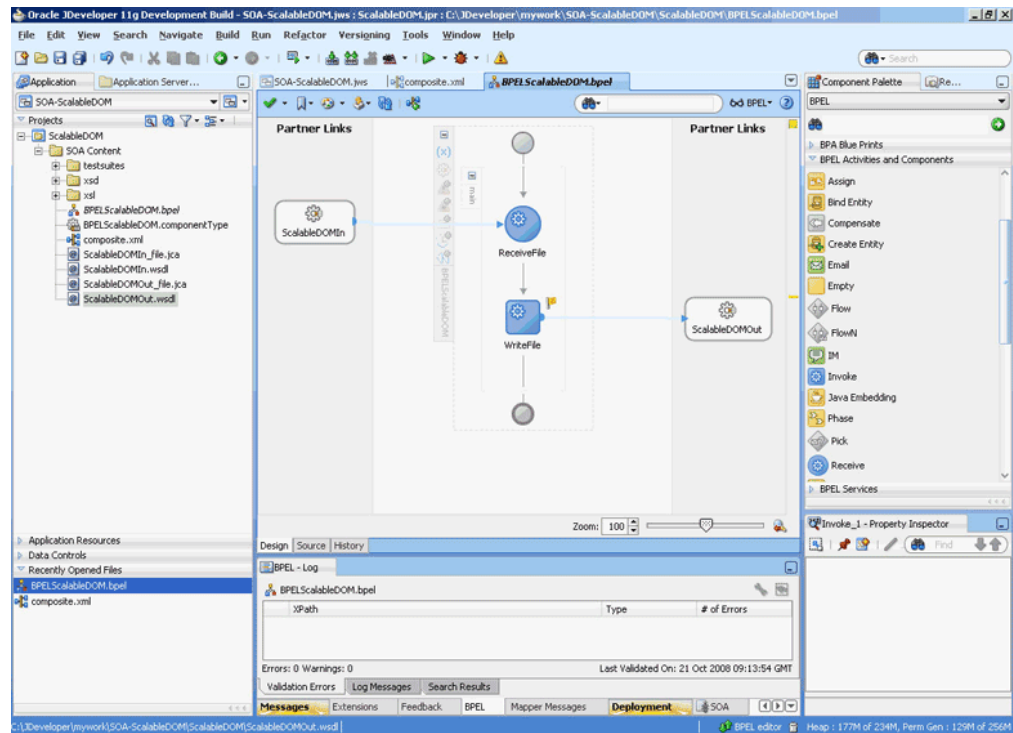 Oracle JDeveloper 11g Development Build - SOA-ScalableDOM.jws : ScalableDOM.jpr : C:\JDeveloper\mywork\SOA-ScalableDOM\ScalableDOM\BPELScalableDOM.bpel
File Edit View Search Navigate Build Run Refactor Versioning Tools Window Help
Search
Application
Application Server...
SOA-ScalableDOM
Projects
ScalableDOM
SOA Content
testsuites
xsd
xsl
BPELScalableDOM.bpel
BPELScalableDOM.componentType
composite.xml
ScalableDOMIn_file.jca
ScalableDOMIn.wsdl
ScalableDOMOut_file.jca
ScalableDOMOut.wsdl
Application Resources
Data Controls
Recently Opened Files
BPELScalableDOM.bpel
composite.xml
SOA-ScalableDOM.jws
composite.xml
BPELScalableDOM.bpel
BPEL
Partner Links
Partner Links
(x)
main
BPELScalableDOM
ScalableDOMIn
ReceiveFile
WriteFile
ScalableDOMOut
Zoom: 100
Design Source History
BPEL - Log
BPELScalableDOM.bpel
XPath Type # of Errors
Errors: 0 Warnings: 0
Last Validated On: 21 Oct 2008 09:13:54 GMT
Validation Errors Log Messages Search Results
Messages Extensions Feedback BPEL Mapper Messages Deployment SOA
Component Palette
Re...
BPEL
BPA Blue Prints
BPEL Activities and Components
Assign
Bind Entity
Compensate
Create Entity
Email
Empty
Flow
FlowN
IM
Invoke
Java Embedding
Phase
Pick
Receive
BPEL Services
Invoke_1 - Property Inspector
Find
C:\JDeveloper\mywork\SOA-ScalableDOM\ScalableDOM\ScalableDOMOut.wsdl
BPEL editor
Heap : 177M of 234M, Perm Gen : 129M of 256M